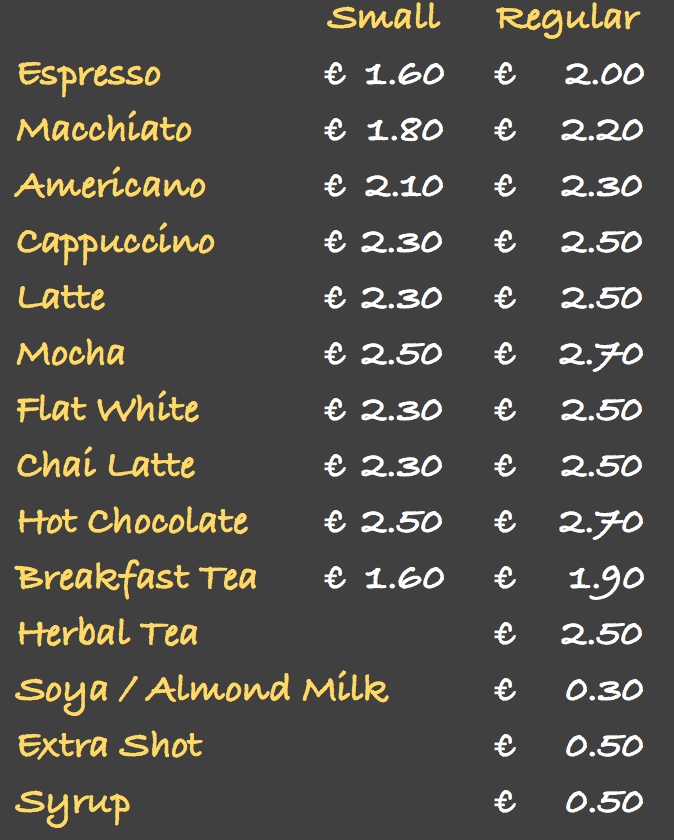 Small Regular
Espresso € 1.60 € 2.00
Macchiato € 1.80 € 2.20
Americano € 2.10 € 2.30
Cappuccino € 2.30 € 2.50
Latte € 2.30 € 2.50
Mocha € 2.50 € 2.70
Flat White € 2.30 € 2.50
Chai Latte € 2.30 € 2.50
Hot Chocolate € 2.50 € 2.70
Breakfast Tea € 1.60 € 1.90
Herbal Tea € 2.50
Soya / Almond Milk € 0.30
Extra Shot € 0.50
Syrup € 0.50